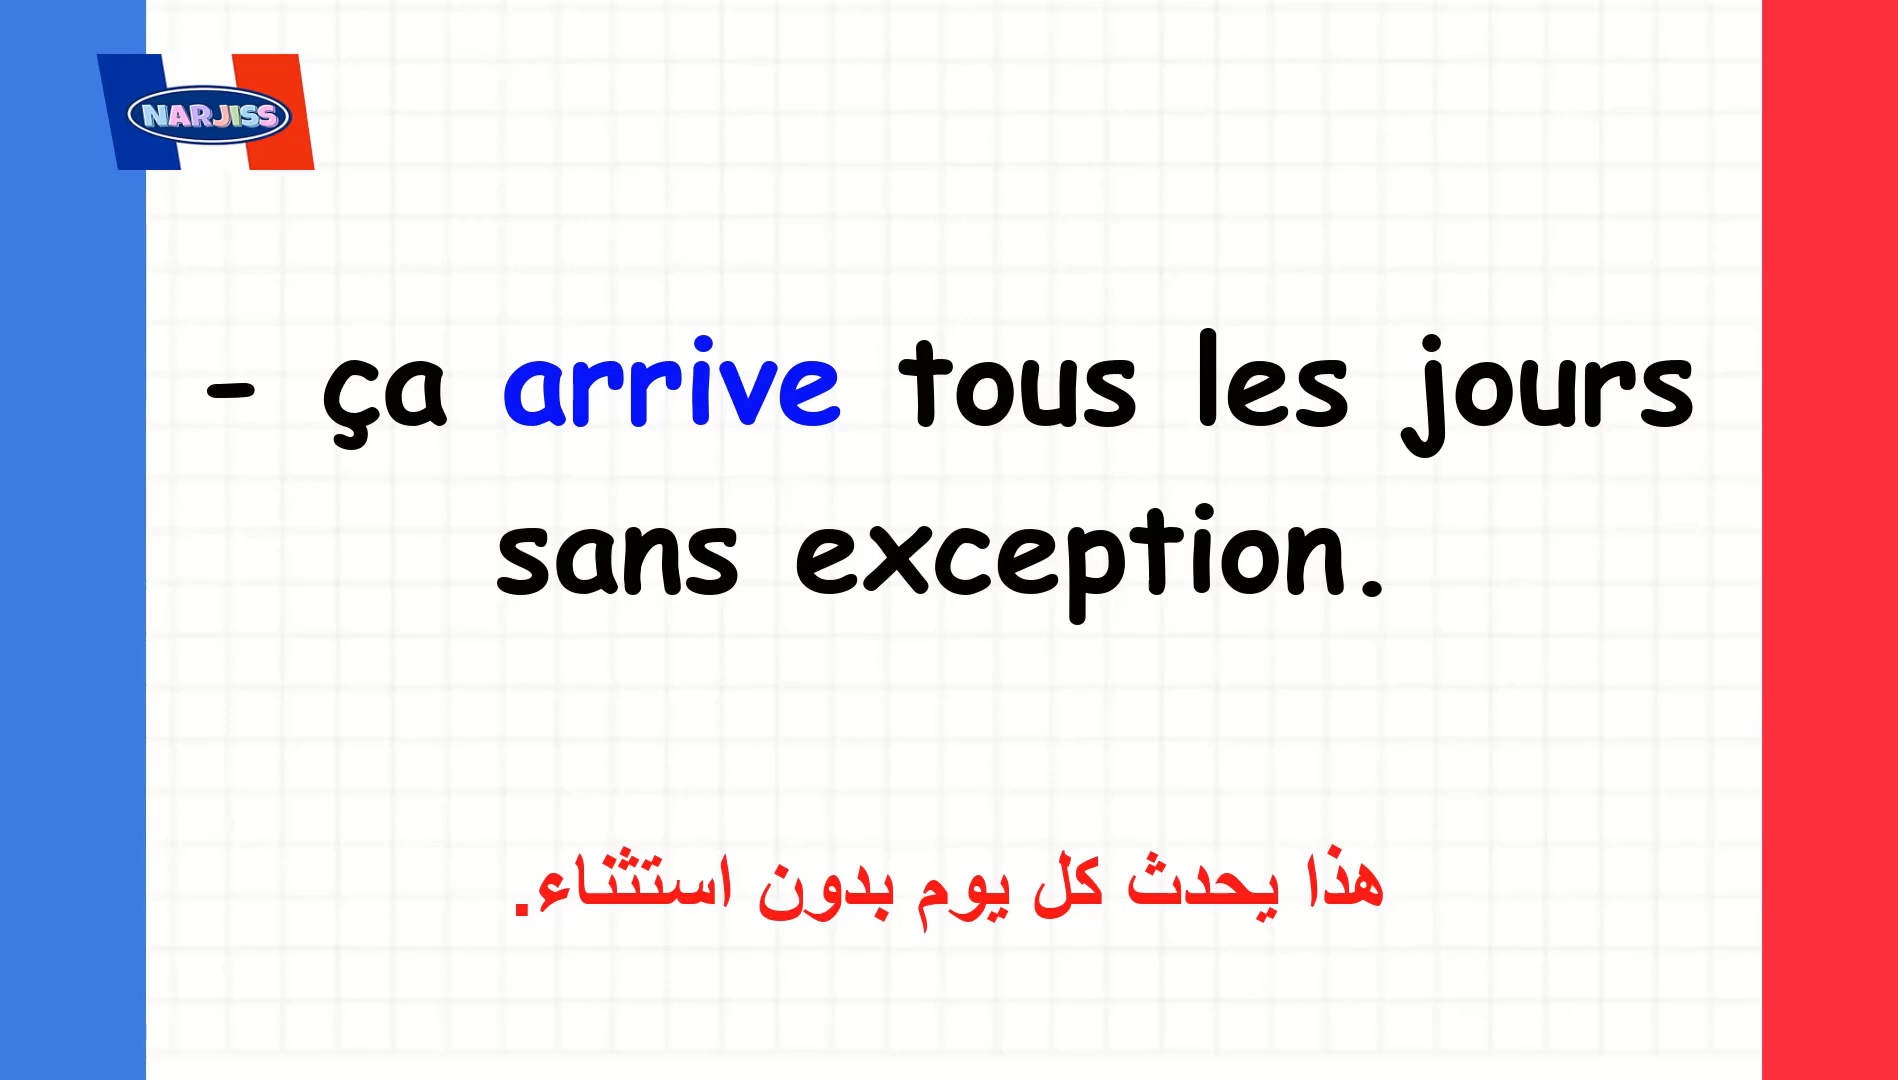 NARJISS
- ça arrive tous les jours
sans exception.
هذا يحدث كل يوم بدون استثناء.